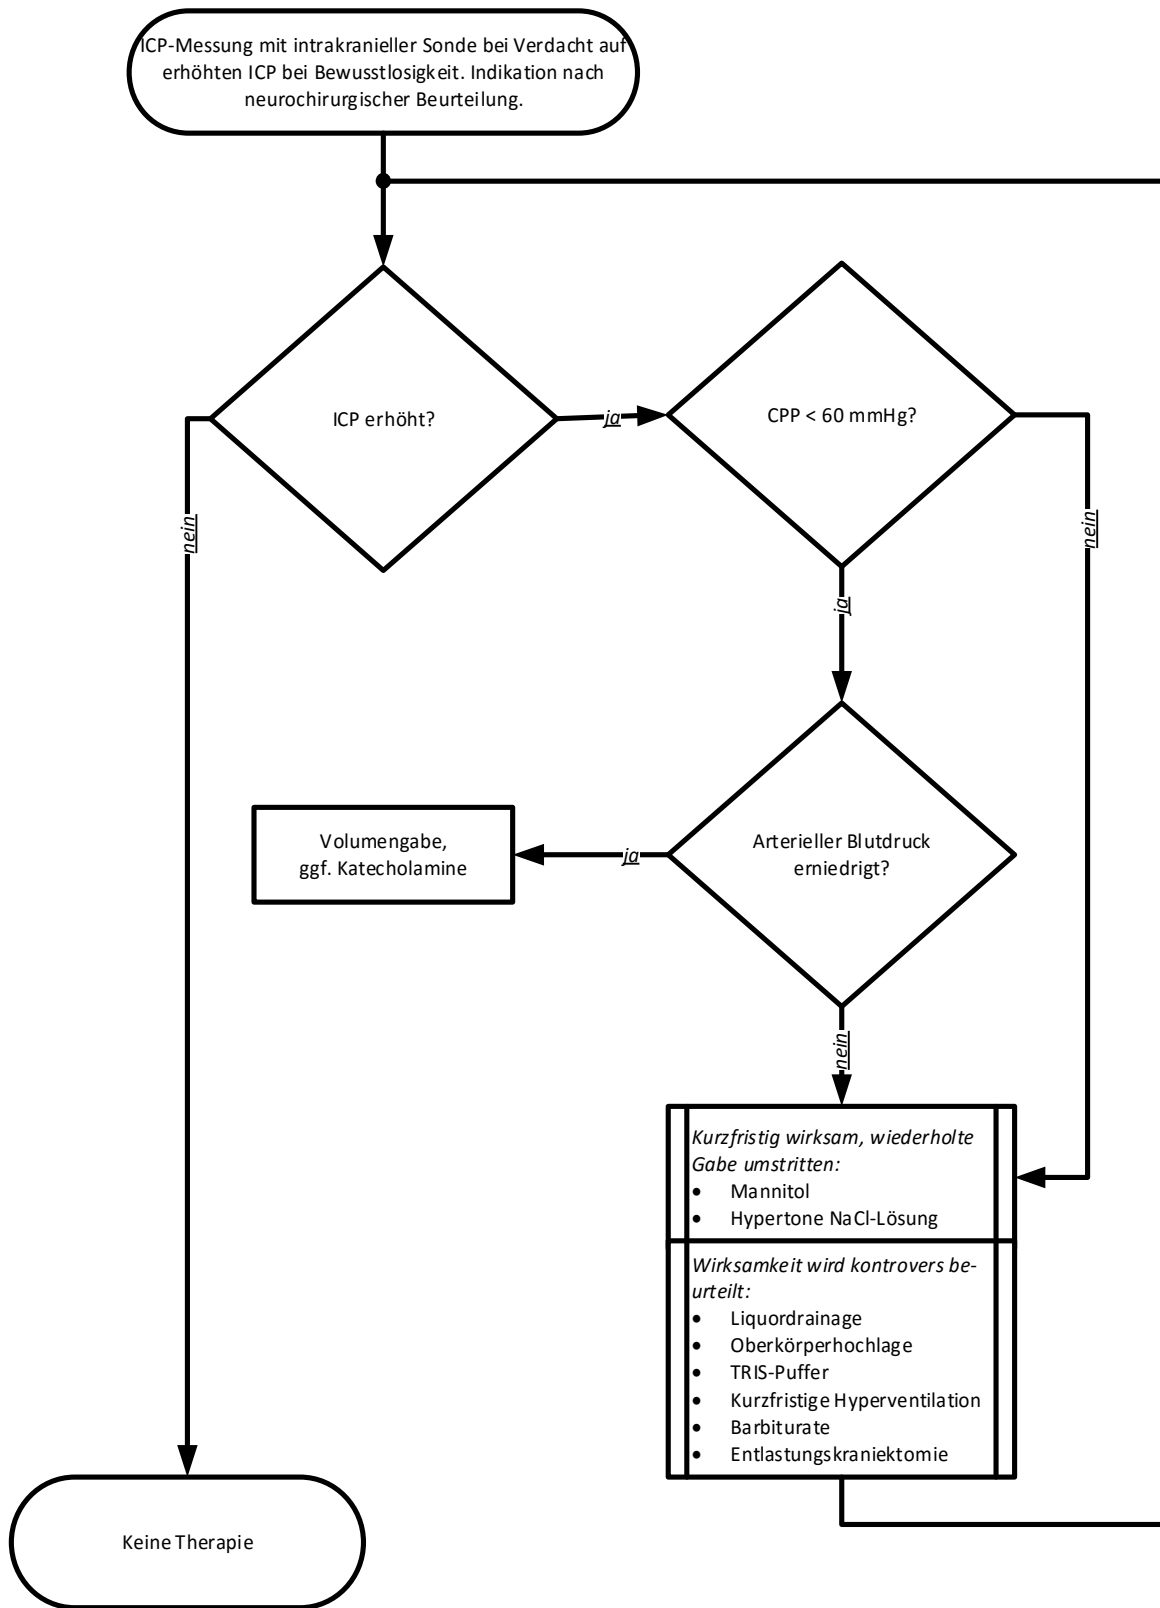 ICP-Messung mit intrakranieller Sonde bei Verdacht auf
erhöhten ICP bei Bewusstlosigkeit. Indikation nach
neurochirurgischer Beurteilung.
ICP erhöht?
ja
CPP < 60 mmHg?
nein
nein
ja
Volumengabe,
ggf. Katecholamine
ja
Arterieller Blutdruck
erniedrigt?
nein
Kurzfristig wirksam, wiederholte
Gabe umstritten:
• Mannitol
• Hypertone NaCl-Lösung
Wirksamkeit wird kontrovers be-
urteilt:
• Liquordrainage
• Oberkörperhochlage
• TRIS-Puffer
• Kurzfristige Hyperventilation
• Barbiturate
• Entlastungskraniektomie
Keine Therapie